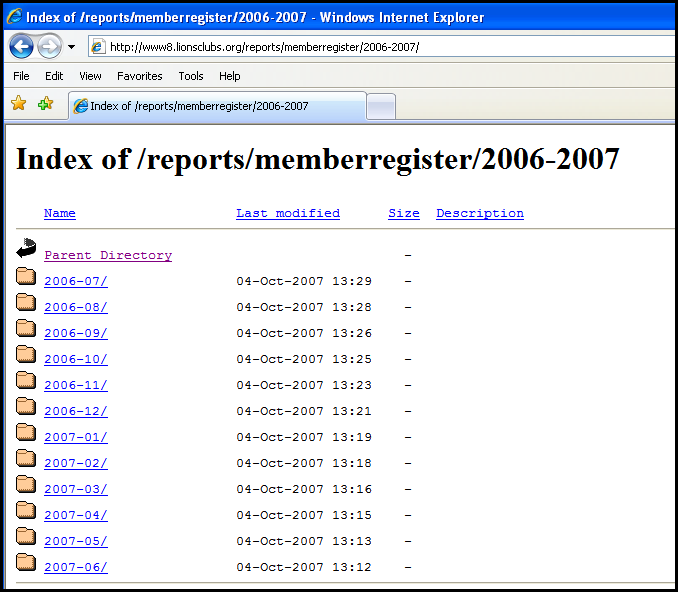 Index of /reports/memberregister/2006-2007 - Windows Internet Explorer
http://www8.lionsclubs.org/reports/memberregister/2006-2007/
File Edit View Favorites Tools Help
Index of /reports/memberregister/2006-2007
Index of /reports/memberregister/2006-2007
Name Last modified Size Description
Parent Directory -
2006-07/ 04-Oct-2007 13:29 -
2006-08/ 04-Oct-2007 13:28 -
2006-09/ 04-Oct-2007 13:26 -
2006-10/ 04-Oct-2007 13:25 -
2006-11/ 04-Oct-2007 13:23 -
2006-12/ 04-Oct-2007 13:21 -
2007-01/ 04-Oct-2007 13:19 -
2007-02/ 04-Oct-2007 13:18 -
2007-03/ 04-Oct-2007 13:16 -
2007-04/ 04-Oct-2007 13:15 -
2007-05/ 04-Oct-2007 13:13 -
2007-06/ 04-Oct-2007 13:12 -